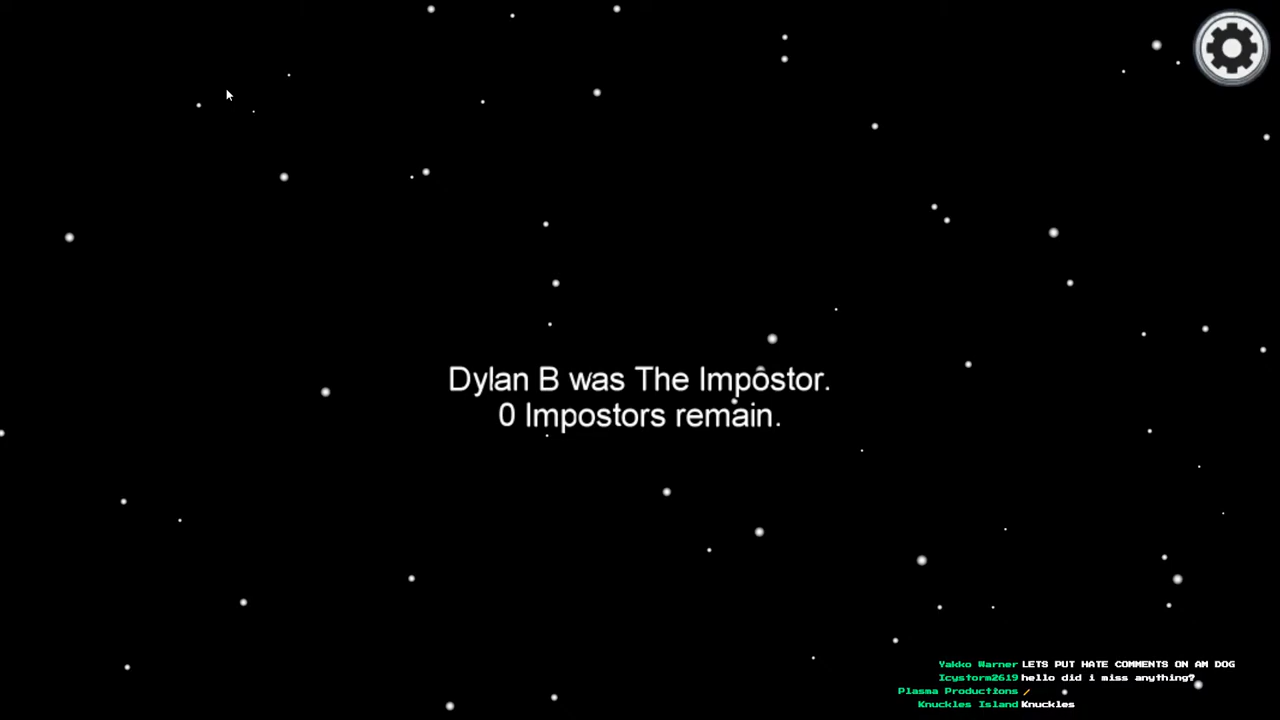 Dylan B was The Impostor.
0 Impostors remain.
Yakko Warner LETS PUT HATE COMMENTS ON AM DOG
Icystorm2619 hello did i miss anything?
Plasma Productions
Knuckles Island Knuckles